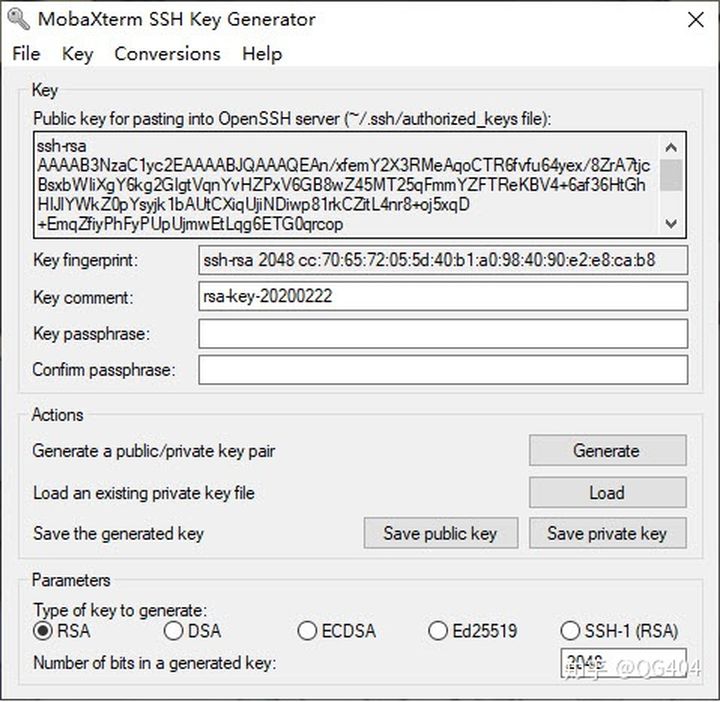 MobaXterm SSH Key Generator
File Key Conversions Help
Key
Public key for pasting into OpenSSH server (~/.ssh/authorized_keys file):
ssh-rsa
AAAAB3NzaC1yc2EAAAABJQAAAQEAn/xfemY2X3RMeAqoCTR6fvfu64yex/8ZrA7tjc
BsxbWIiXgY6kg2GlgtVqnYvHZPxV6GB8wZ45MT25qFmmYZFTReKBV4+6af36HtGh
HIJIYWkZ0pYsyjk1bAUtCXiqUjiNDiwp81rkCZitL4nr8+oj5xqD
+EmqZfiyPhFyPUpUjmwEtLqg6ETG0qrcop
Key fingerprint: ssh-rsa 2048 cc:70:65:72:05:5d:40:b1:a0:98:40:90:e2:e8:ca:b8
Key comment: rsa-key-20200222
Key passphrase:
Confirm passphrase:
Actions
Generate a public/private key pair Generate
Load an existing private key file Load
Save the generated key Save public key Save private key
Parameters
Type of key to generate:
RSA DSA ECDSA Ed25519 SSH-1 (RSA)
Number of bits in a generated key: 2048
知乎 @QG404